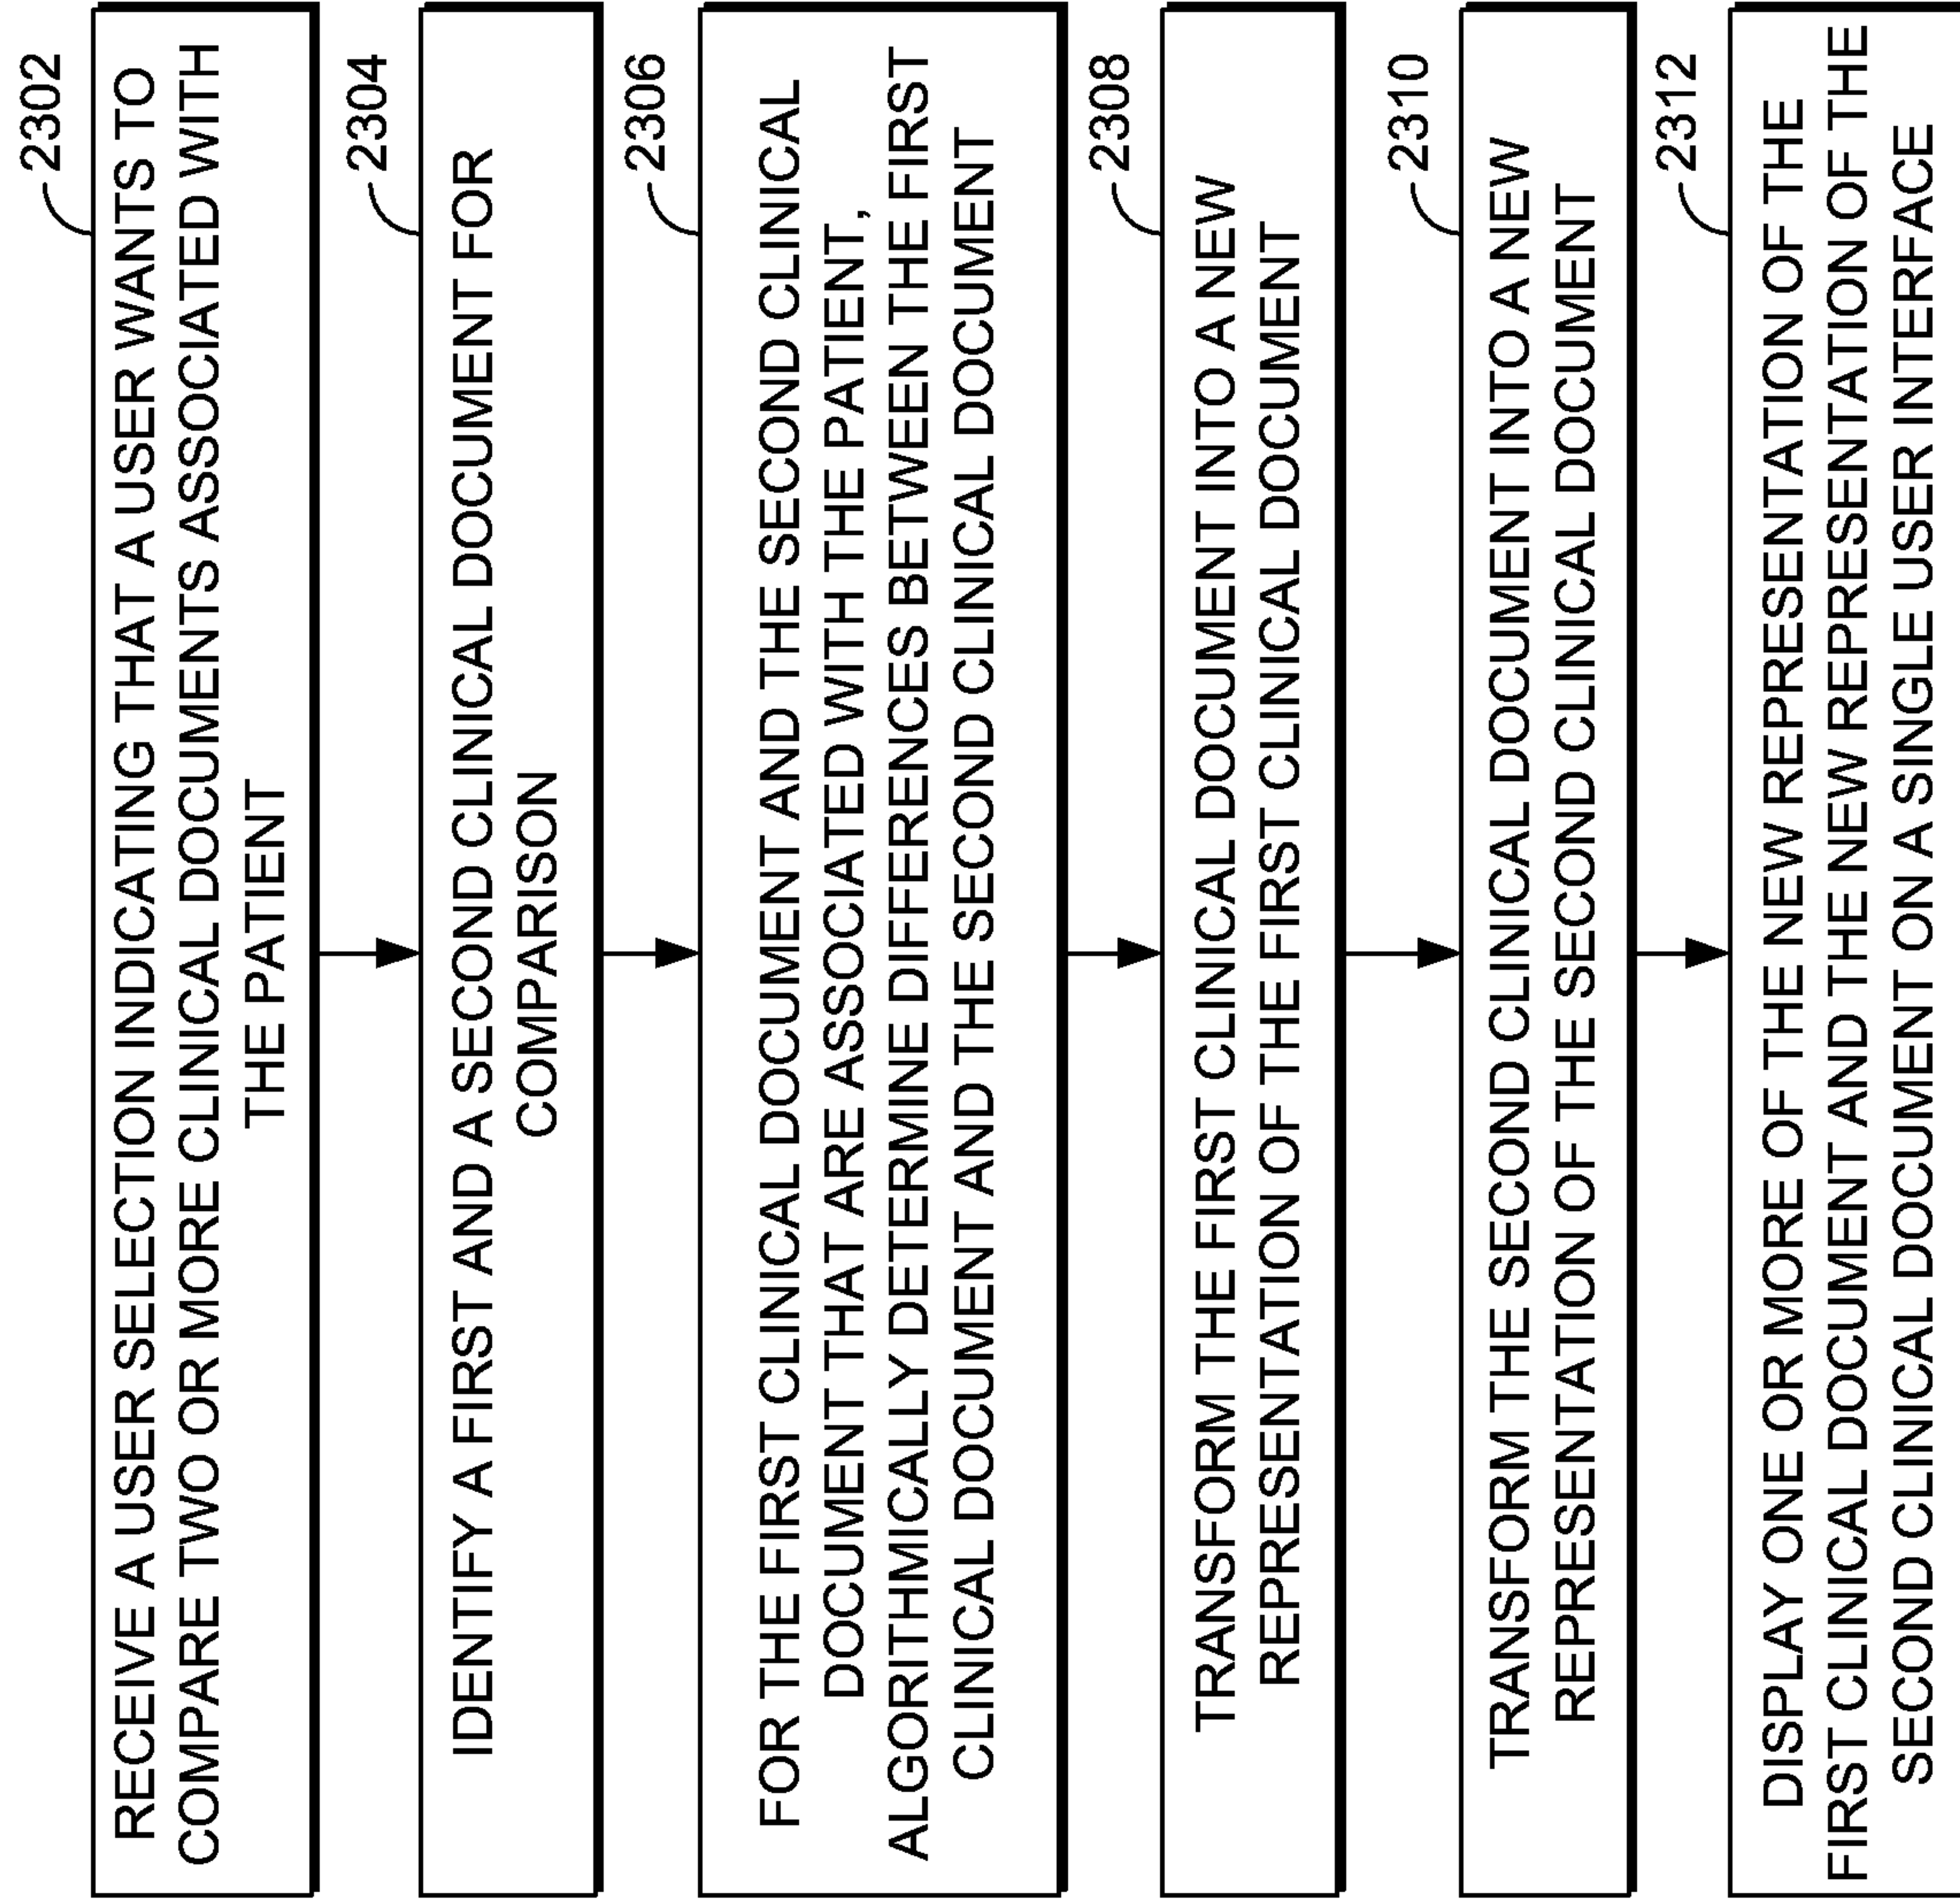 2302
RECEIVE A USER SELECTION INDICATING THAT A USER WANTS TO
COMPARE TWO OR MORE CLINICAL DOCUMENTS ASSOCIATED WITH
THE PATIENT
2304
IDENTIFY A FIRST AND A SECOND CLINICAL DOCUMENT FOR
COMPARISON
2306
FOR THE FIRST CLINICAL DOCUMENT AND THE SECOND CLINICAL
DOCUMENT THAT ARE ASSOCIATED WITH THE PATIENT,
ALGORITHMICALLY DETERMINE DIFFERENCES BETWEEN THE FIRST
CLINICAL DOCUMENT AND THE SECOND CLINICAL DOCUMENT
2308
TRANSFORM THE FIRST CLINICAL DOCUMENT INTO A NEW
REPRESENTATION OF THE FIRST CLINICAL DOCUMENT
2310
TRANSFORM THE SECOND CLINICAL DOCUMENT INTO A NEW
REPRESENTATION OF THE SECOND CLINICAL DOCUMENT
2312
DISPLAY ONE OR MORE OF THE NEW REPRESENTATION OF THE
FIRST CLINICAL DOCUMENT AND THE NEW REPRESENTATION OF THE
SECOND CLINICAL DOCUMENT ON A SINGLE USER INTERFACE